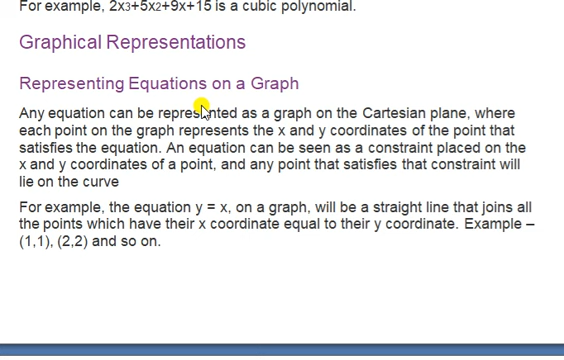 For example, 2x3+5x2+9x+15 is a cubic polynomial.
Graphical Representations
Representing Equations on a Graph
Any equation can be represented as a graph on the Cartesian plane, where
each point on the graph represents the x and y coordinates of the point that
satisfies the equation. An equation can be seen as a constraint placed on the
x and y coordinates of a point, and any point that satisfies that constraint will
lie on the curve
For example, the equation y = x, on a graph, will be a straight line that joins all
the points which have their x coordinate equal to their y coordinate. Example –
(1,1), (2,2) and so on.